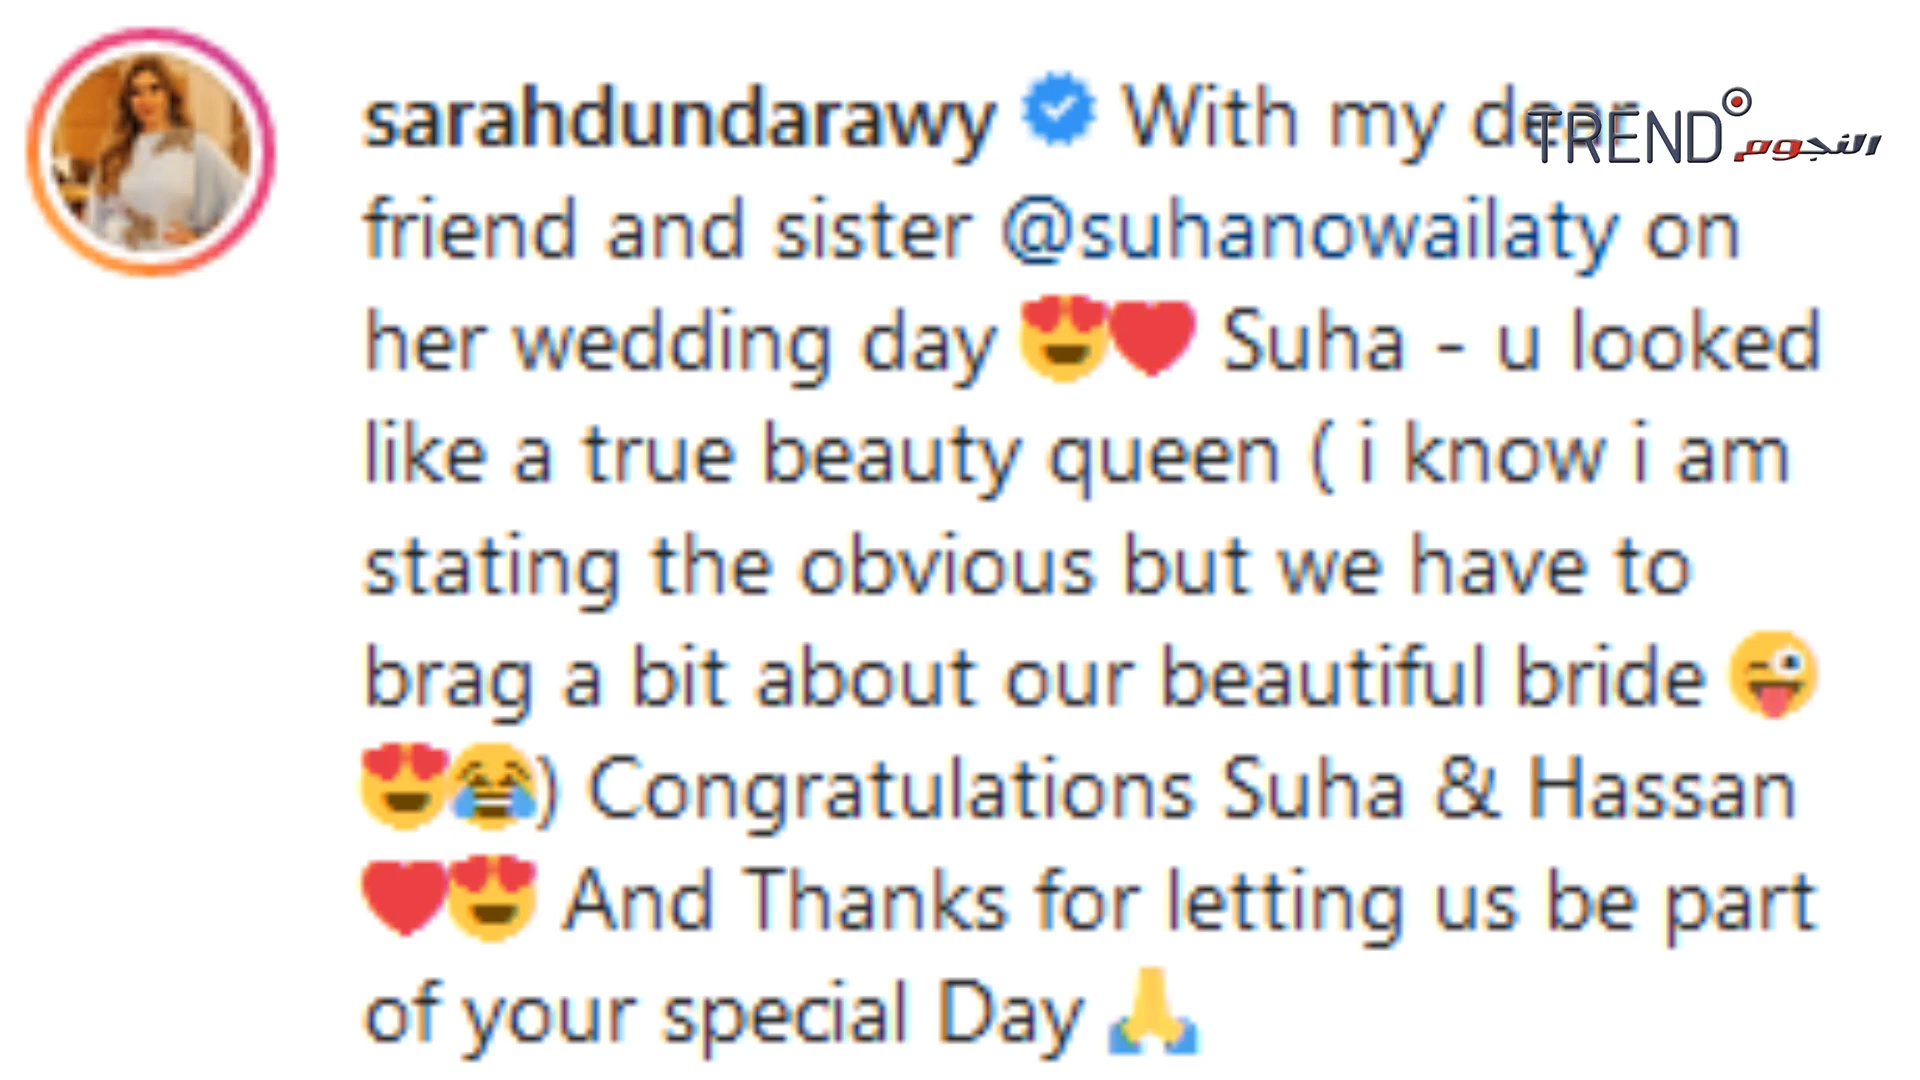 sarahdundarawy With my dear
TREND النجوم
friend and sister @suhanowailaty on
her wedding day 😍❤️ Suha - u looked
like a true beauty queen ( i know i am
stating the obvious but we have to
brag a bit about our beautiful bride 😜
😍😂) Congratulations Suha & Hassan
❤️😍 And Thanks for letting us be part
of your special Day 🙏